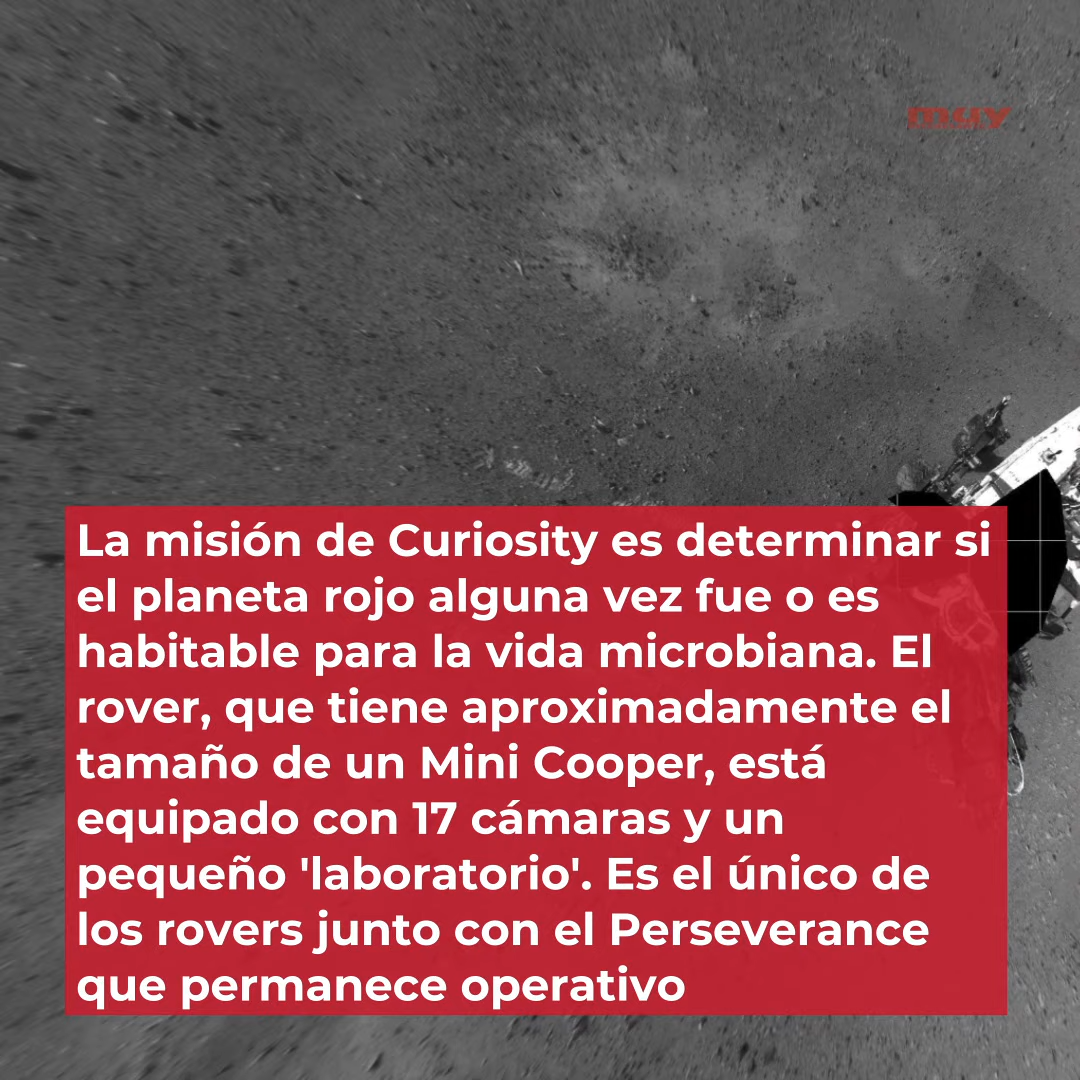 muy
La misión de Curiosity es determinar si
el planeta rojo alguna vez fue o es
habitable para la vida microbiana. El
rover, que tiene aproximadamente el
tamaño de un Mini Cooper, está
equipado con 17 cámaras y un
pequeño 'laboratorio'. Es el único de
los rovers junto con el Perseverance
que permanece operativo